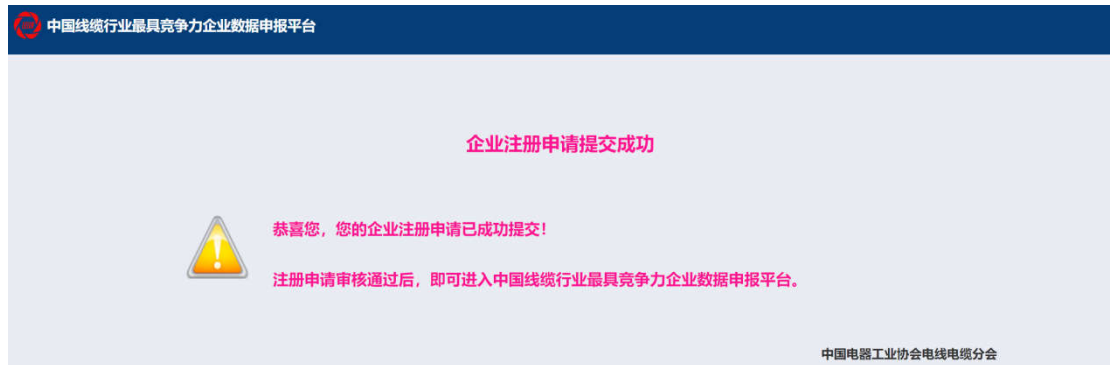 中国线缆行业最具竞争力企业数据申报平台
企业注册申请提交成功
恭喜您，您的企业注册申请已成功提交！
注册申请审核通过后，即可进入中国线缆行业最具竞争力企业数据申报平台。
中国电器工业协会电线电缆分会